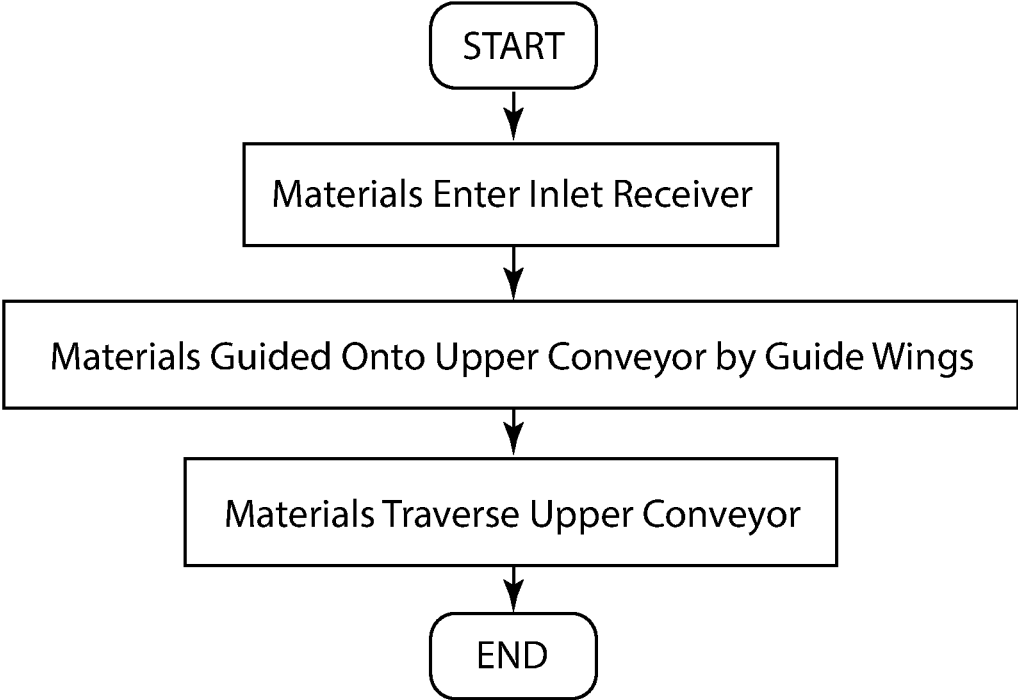 START
Materials Enter Inlet Receiver
Materials Guided Onto Upper Conveyor by Guide Wings
Materials Traverse Upper Conveyor
END